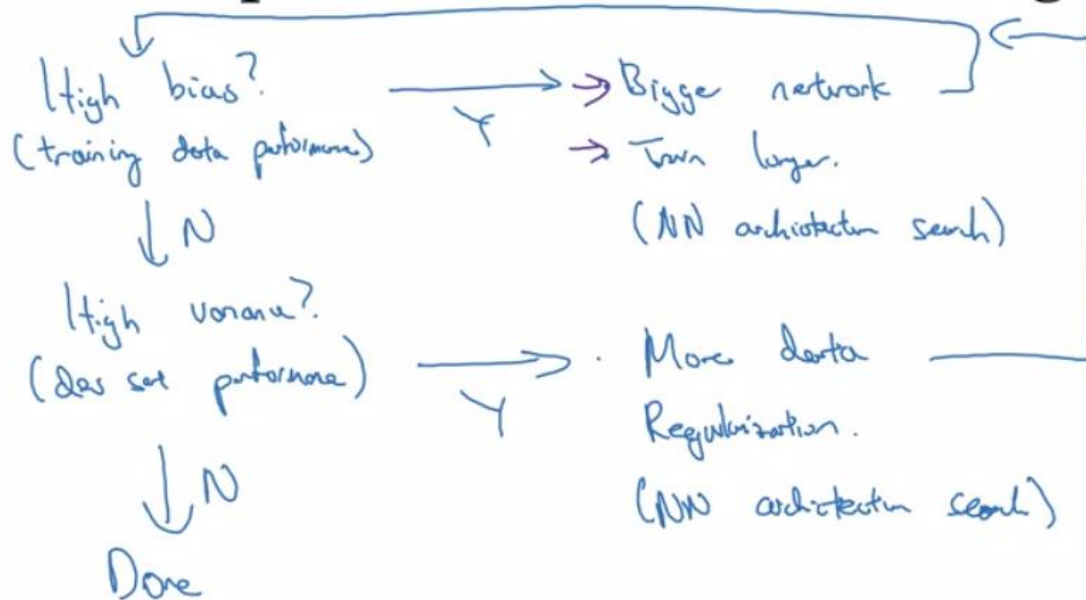 High bias?
(training data performance)
Y
Bigger network
Train longer.
(NN architecture search)
N
High variance?
(dev set performance)
Y
More data
Regularization.
(NN architecture search)
N
Done